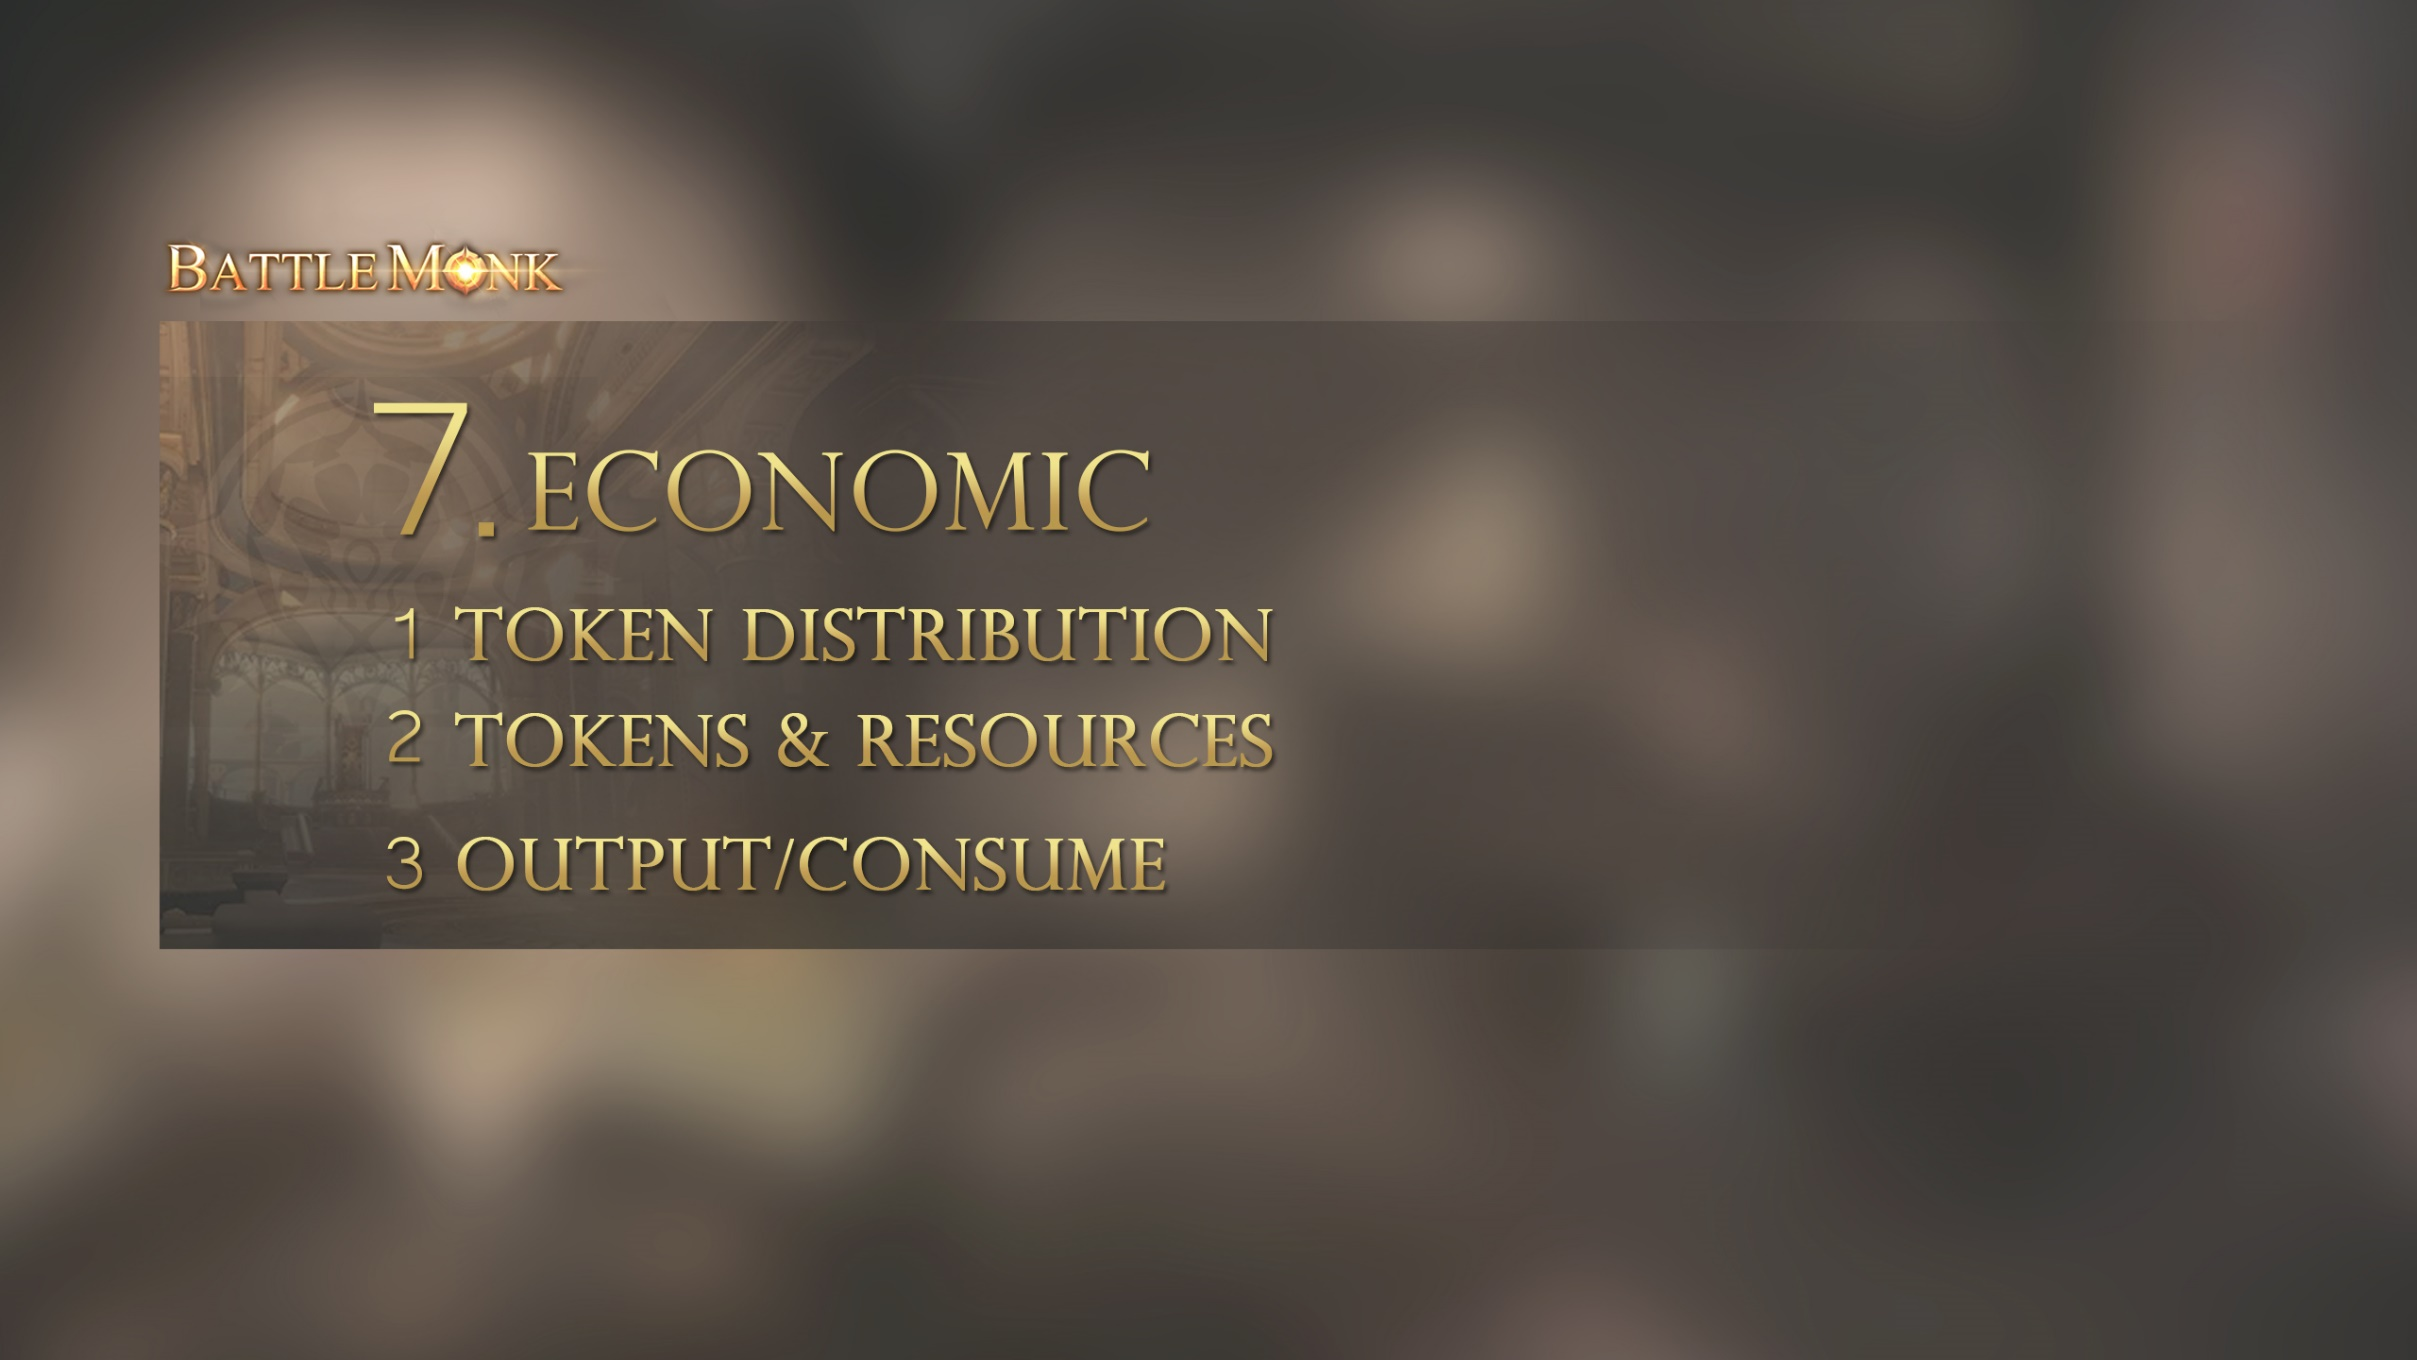 BATTLE MONK
7. ECONOMIC
1 TOKEN DISTRIBUTION
2 TOKENS & RESOURCES
3 OUTPUT/CONSUME